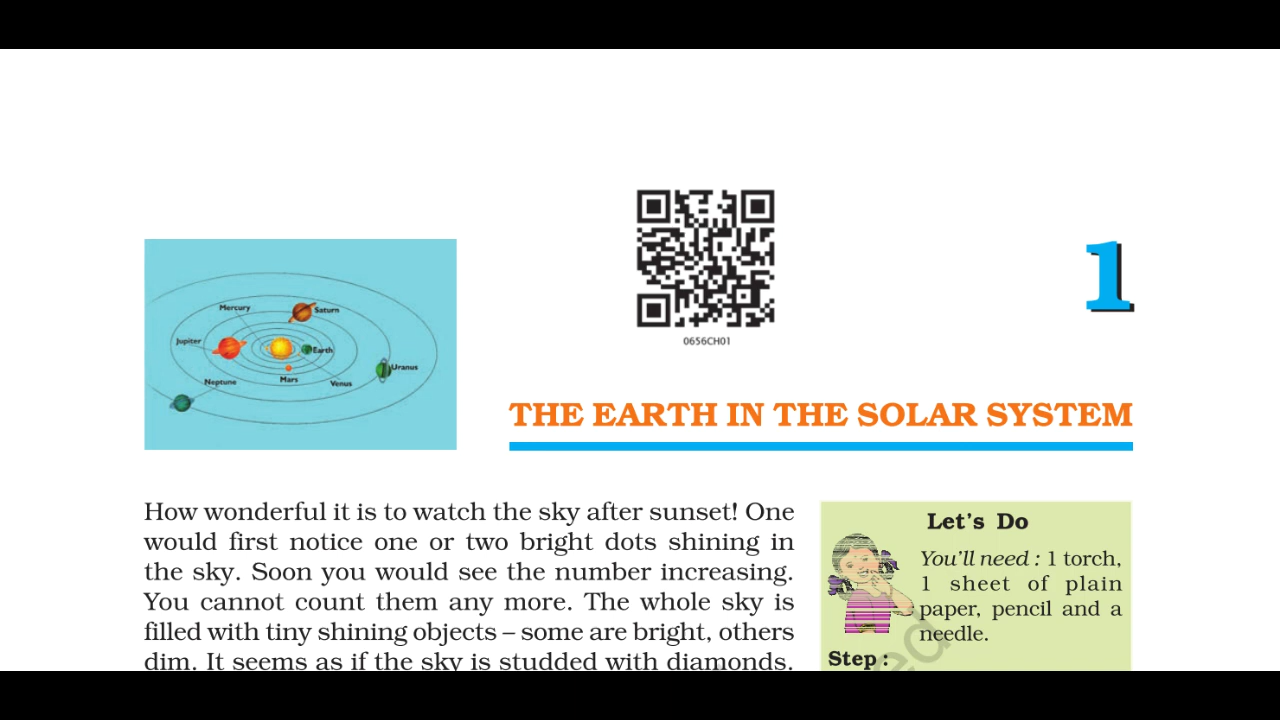 Mercury
Saturn
Jupiter
Earth
Uranus
Neptune
Mars
Venus
0656CH01
1
THE EARTH IN THE SOLAR SYSTEM
How wonderful it is to watch the sky after sunset! One
would first notice one or two bright dots shining in
the sky. Soon you would see the number increasing.
You cannot count them any more. The whole sky is
filled with tiny shining objects – some are bright, others
dim. It seems as if the sky is studded with diamonds.
Let's Do
You'll need : 1 torch,
1 sheet of plain
paper, pencil and a
needle.
Step :